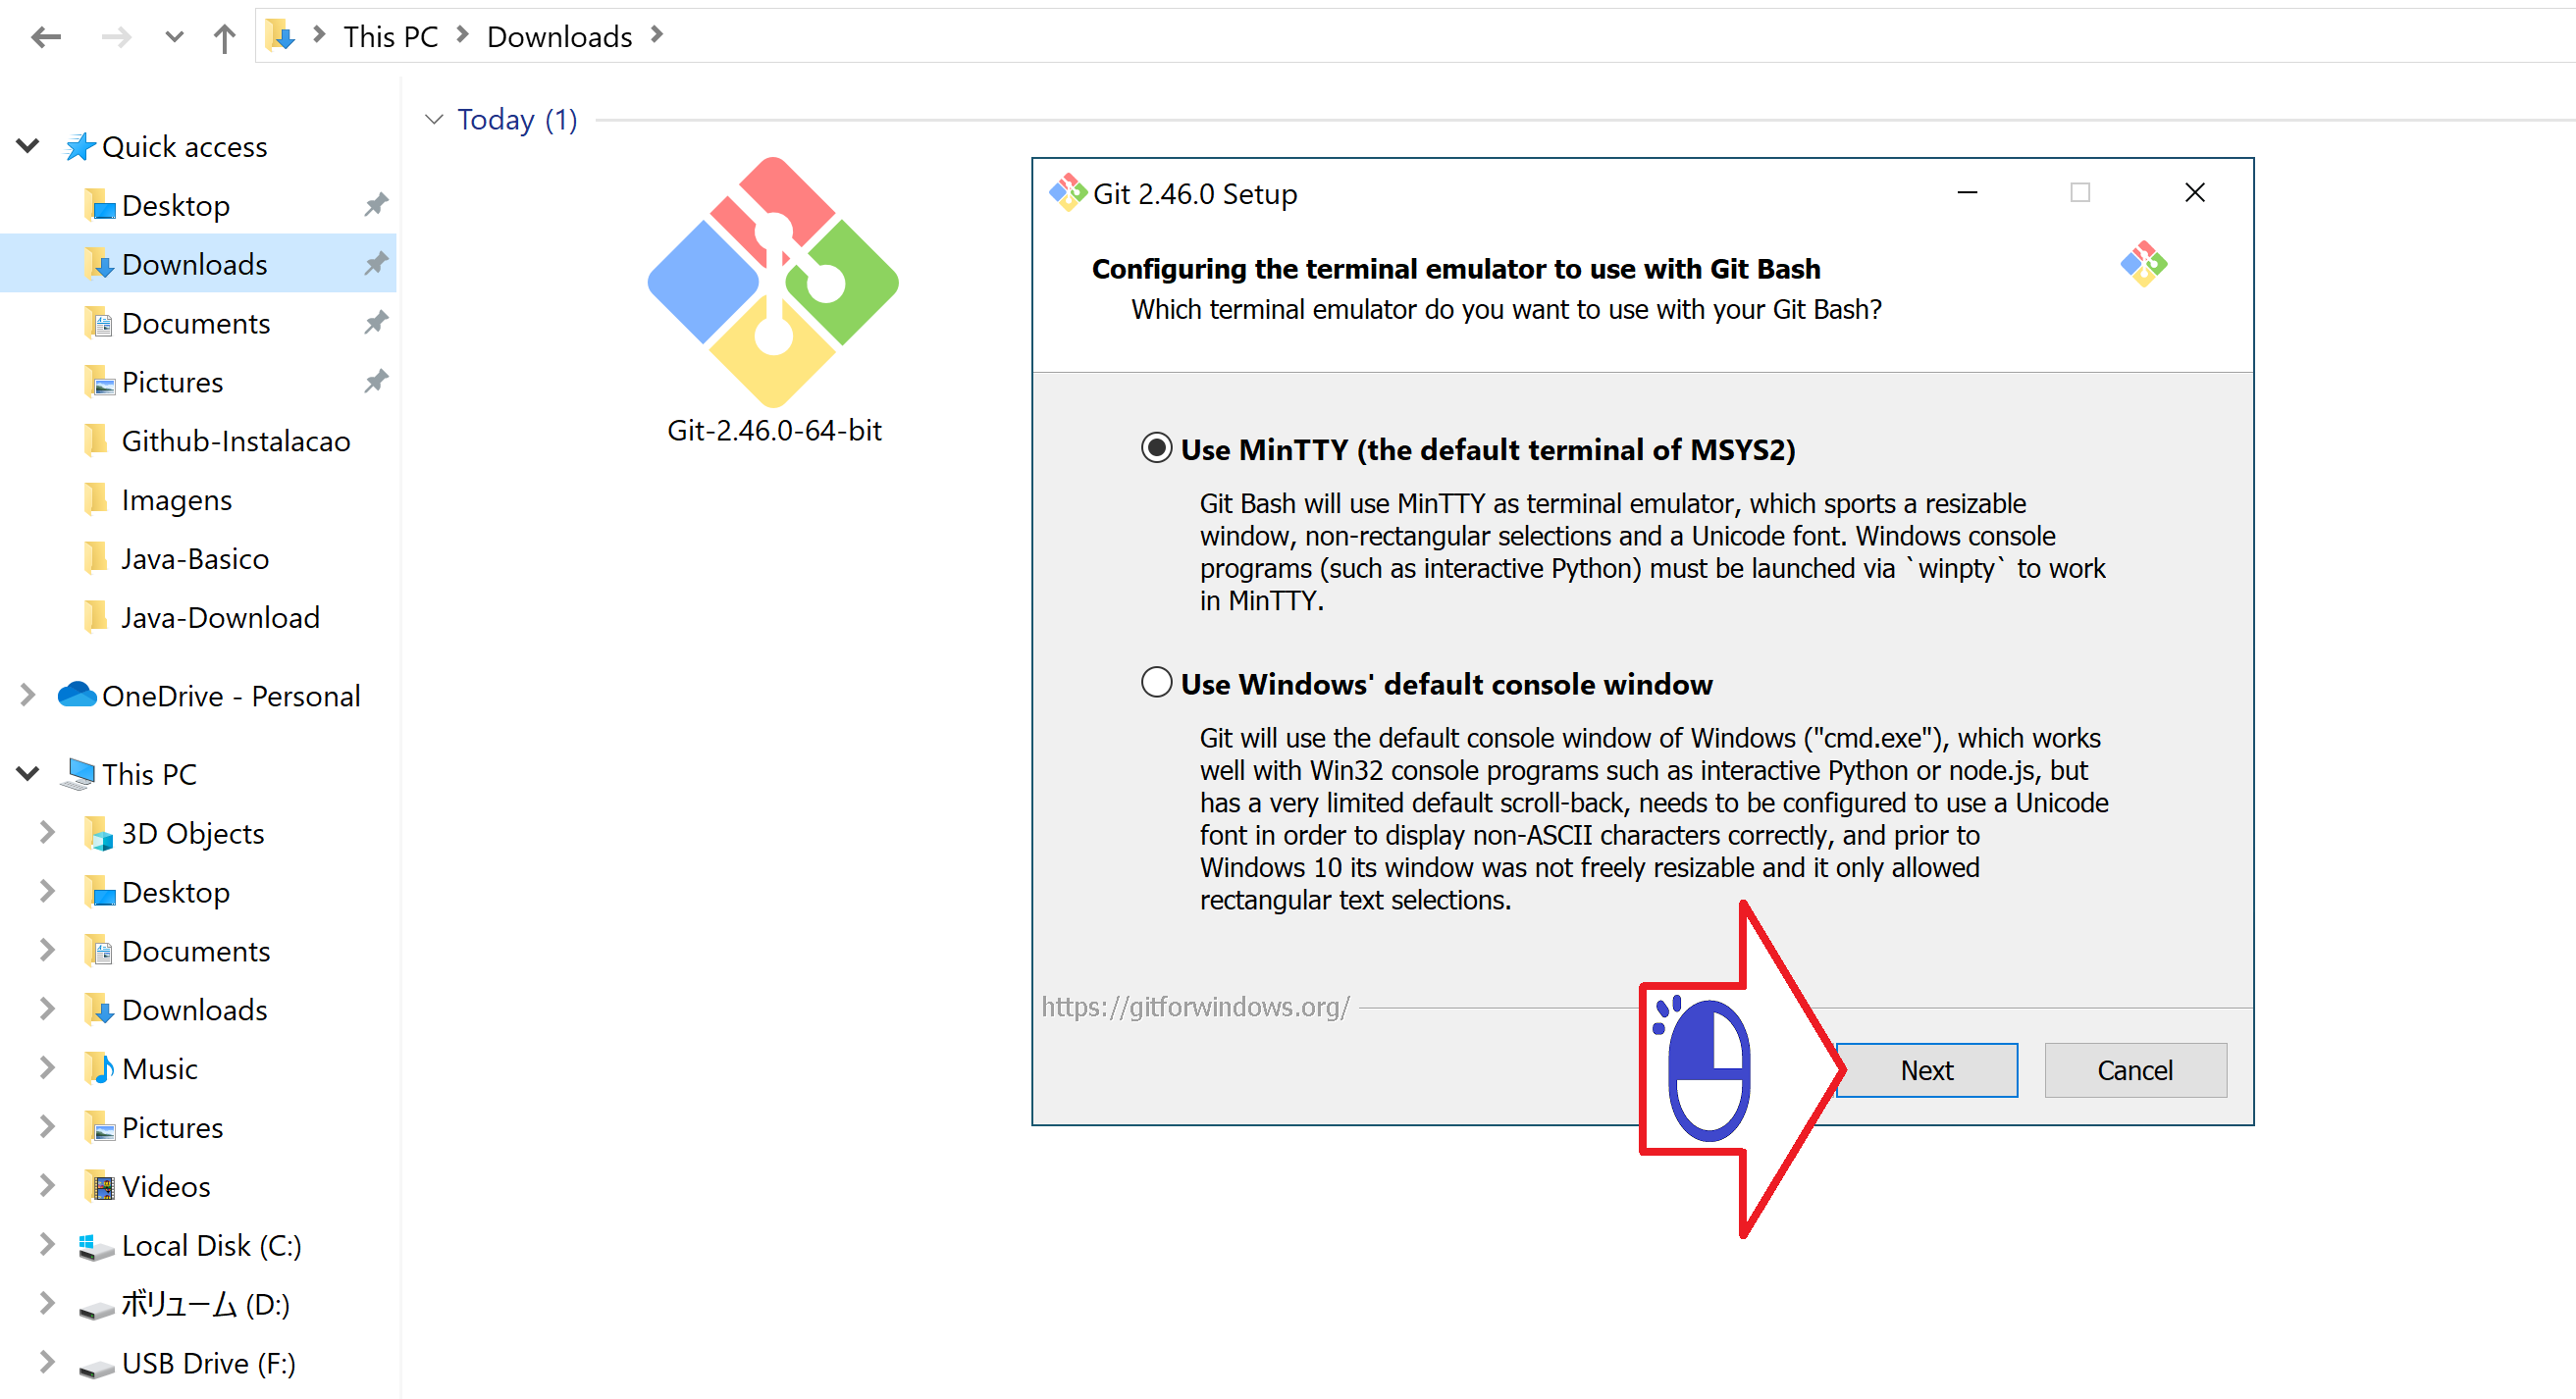 This PC > Downloads >
Today (1)
Quick access
Desktop
Downloads
Documents
Pictures
Github-Instalacao
Imagens
Java-Basico
Java-Download
OneDrive - Personal
This PC
3D Objects
Desktop
Documents
Downloads
Music
Pictures
Videos
Local Disk (C:)
ボリューム (D:)
USB Drive (F:)
Git-2.46.0-64-bit
Git 2.46.0 Setup
Configuring the terminal emulator to use with Git Bash
Which terminal emulator do you want to use with your Git Bash?
Use MinTTY (the default terminal of MSYS2)
Git Bash will use MinTTY as terminal emulator, which sports a resizable
window, non-rectangular selections and a Unicode font. Windows console
programs (such as interactive Python) must be launched via `winpty` to work
in MinTTY.
Use Windows' default console window
Git will use the default console window of Windows ("cmd.exe"), which works
well with Win32 console programs such as interactive Python or node.js, but
has a very limited default scroll-back, needs to be configured to use a Unicode
font in order to display non-ASCII characters correctly, and prior to
Windows 10 its window was not freely resizable and it only allowed
rectangular text selections.
https://gitforwindows.org/
Next
Cancel